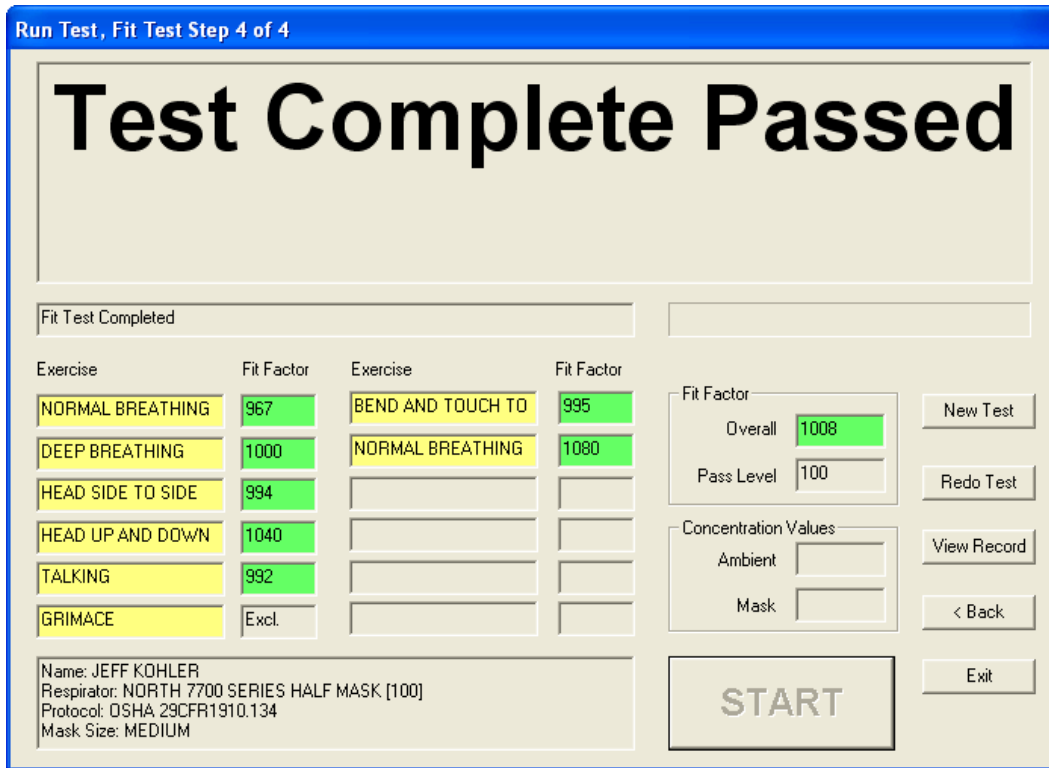 Run Test, Fit Test Step 4 of 4
Test Complete Passed
Fit Test Completed
Exercise Fit Factor Exercise Fit Factor
NORMAL BREATHING 967 BEND AND TOUCH TO 995
DEEP BREATHING 1000 NORMAL BREATHING 1080
HEAD SIDE TO SIDE 994
HEAD UP AND DOWN 1040
TALKING 992
GRIMACE Excl.
Fit Factor
Overall 1008
Pass Level 100
Concentration Values
Ambient
Mask
New Test
Redo Test
View Record
< Back
Exit
Name: JEFF KOHLER
Respirator: NORTH 7700 SERIES HALF MASK [100]
Protocol: OSHA 29CFR1910.134
Mask Size: MEDIUM
START